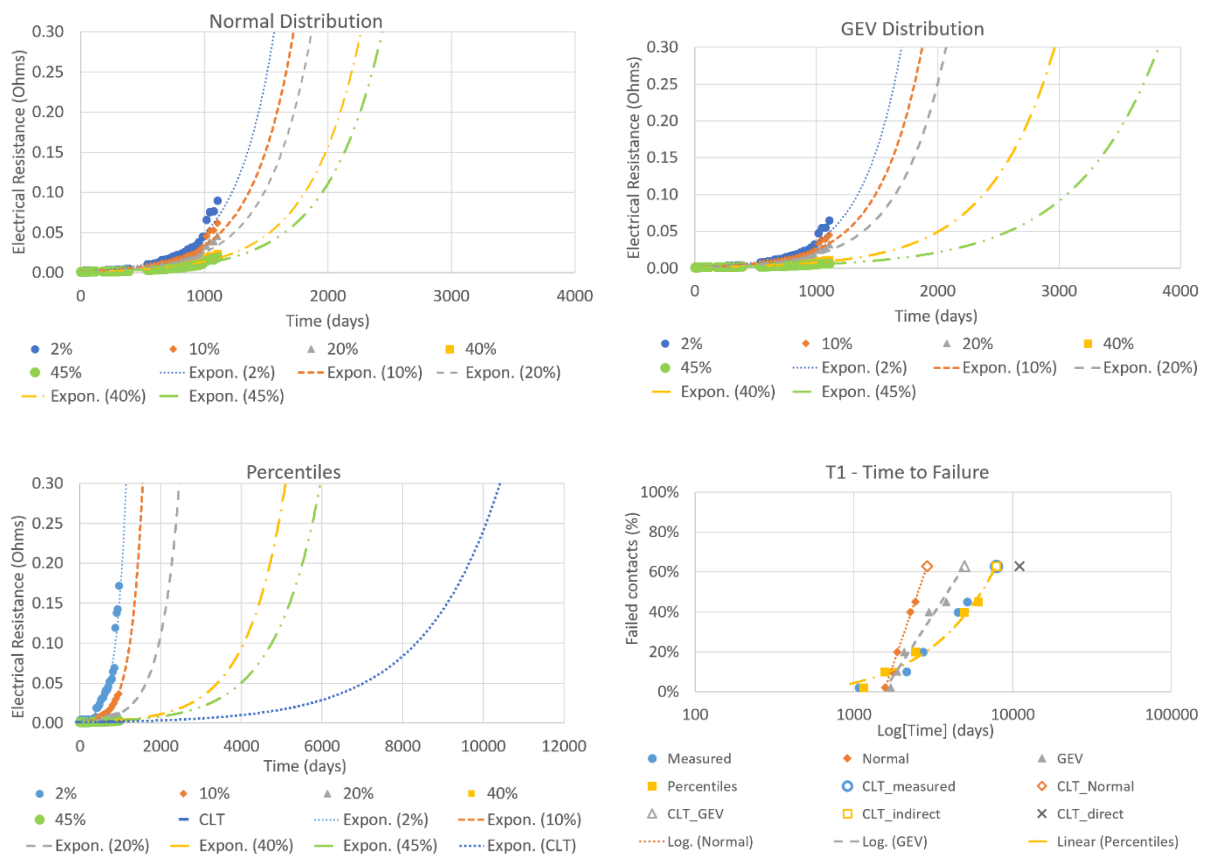 Normal Distribution
Electrical Resistance (Ohms)
0.30
0.25
0.20
0.15
0.10
0.05
0.00
0 1000 2000 3000 4000
Time (days)
2% 10% 20% 40%
45% Expon. (2%) Expon. (10%) Expon. (20%)
Expon. (40%) Expon. (45%)
GEV Distribution
Electrical Resistance (Ohms)
0.30
0.25
0.20
0.15
0.10
0.05
0.00
0 1000 2000 3000 4000
Time (days)
2% 10% 20% 40%
45% Expon. (2%) Expon. (10%) Expon. (20%)
Expon. (40%) Expon. (45%)
Percentiles
Electrical Resistance (Ohms)
0.30
0.25
0.20
0.15
0.10
0.05
0.00
0 2000 4000 6000 8000 10000 12000
Time (days)
2% 10% 20% 40%
45% CLT Expon. (2%) Expon. (10%)
Expon. (20%) Expon. (40%) Expon. (45%) Expon. (CLT)
T1 - Time to Failure
Failed contacts (%)
100%
80%
60%
40%
20%
0%
100 1000 10000 100000
Log[Time] (days)
Measured Normal GEV
Percentiles CLT_measured CLT_Normal
CLT_GEV CLT_indirect CLT_direct
Log. (Normal) Log. (GEV) Linear (Percentiles)